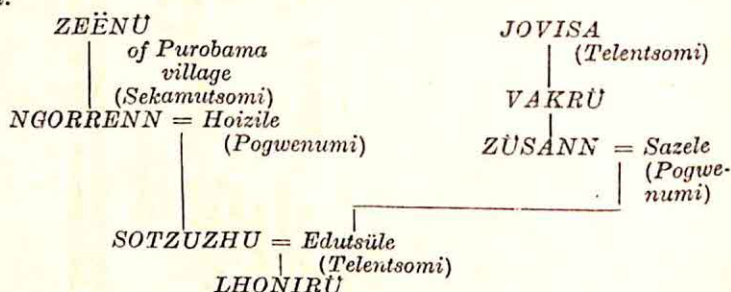 ZEËNÜ JOVISA
of Purobama (Telentsomi)
village
(Sekamutsomi) VAKRÜ
NGORRENN = Hoizile
(Pogwenumi) ZÜSANN = Sazele
(Pogwe-
numi)
SOTZUZHU = Edutsüle
(Telentsomi)
LHONIRÜ